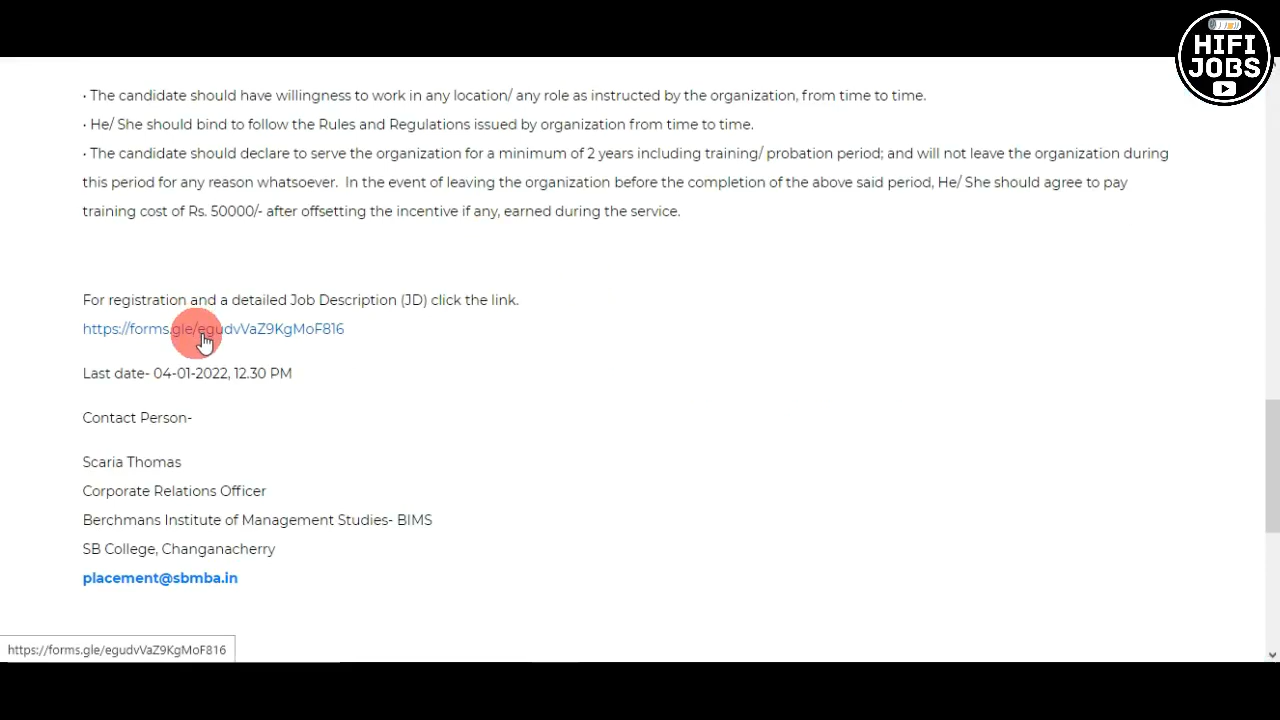 HIFI
JOBS
· The candidate should have willingness to work in any location/ any role as instructed by the organization, from time to time.
· He/ She should bind to follow the Rules and Regulations issued by organization from time to time.
· The candidate should declare to serve the organization for a minimum of 2 years including training/ probation period; and will not leave the organization during
this period for any reason whatsoever. In the event of leaving the organization before the completion of the above said period, He/ She should agree to pay
training cost of Rs. 50000/- after offsetting the incentive if any, earned during the service.
For registration and a detailed Job Description (JD) click the link.
https://forms.gle/egudvVaZ9KgMoF816
Last date- 04-01-2022, 12.30 PM
Contact Person-
Scaria Thomas
Corporate Relations Officer
Berchmans Institute of Management Studies- BIMS
SB College, Changanacherry
placement@sbmba.in
https://forms.gle/egudvVaZ9KgMoF816